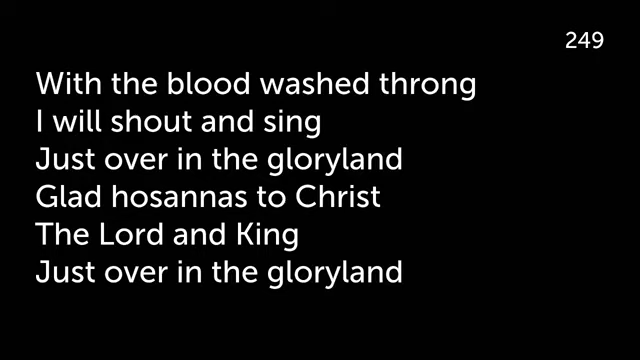 249
With the blood washed throng
I will shout and sing
Just over in the gloryland
Glad hosannas to Christ
The Lord and King
Just over in the gloryland